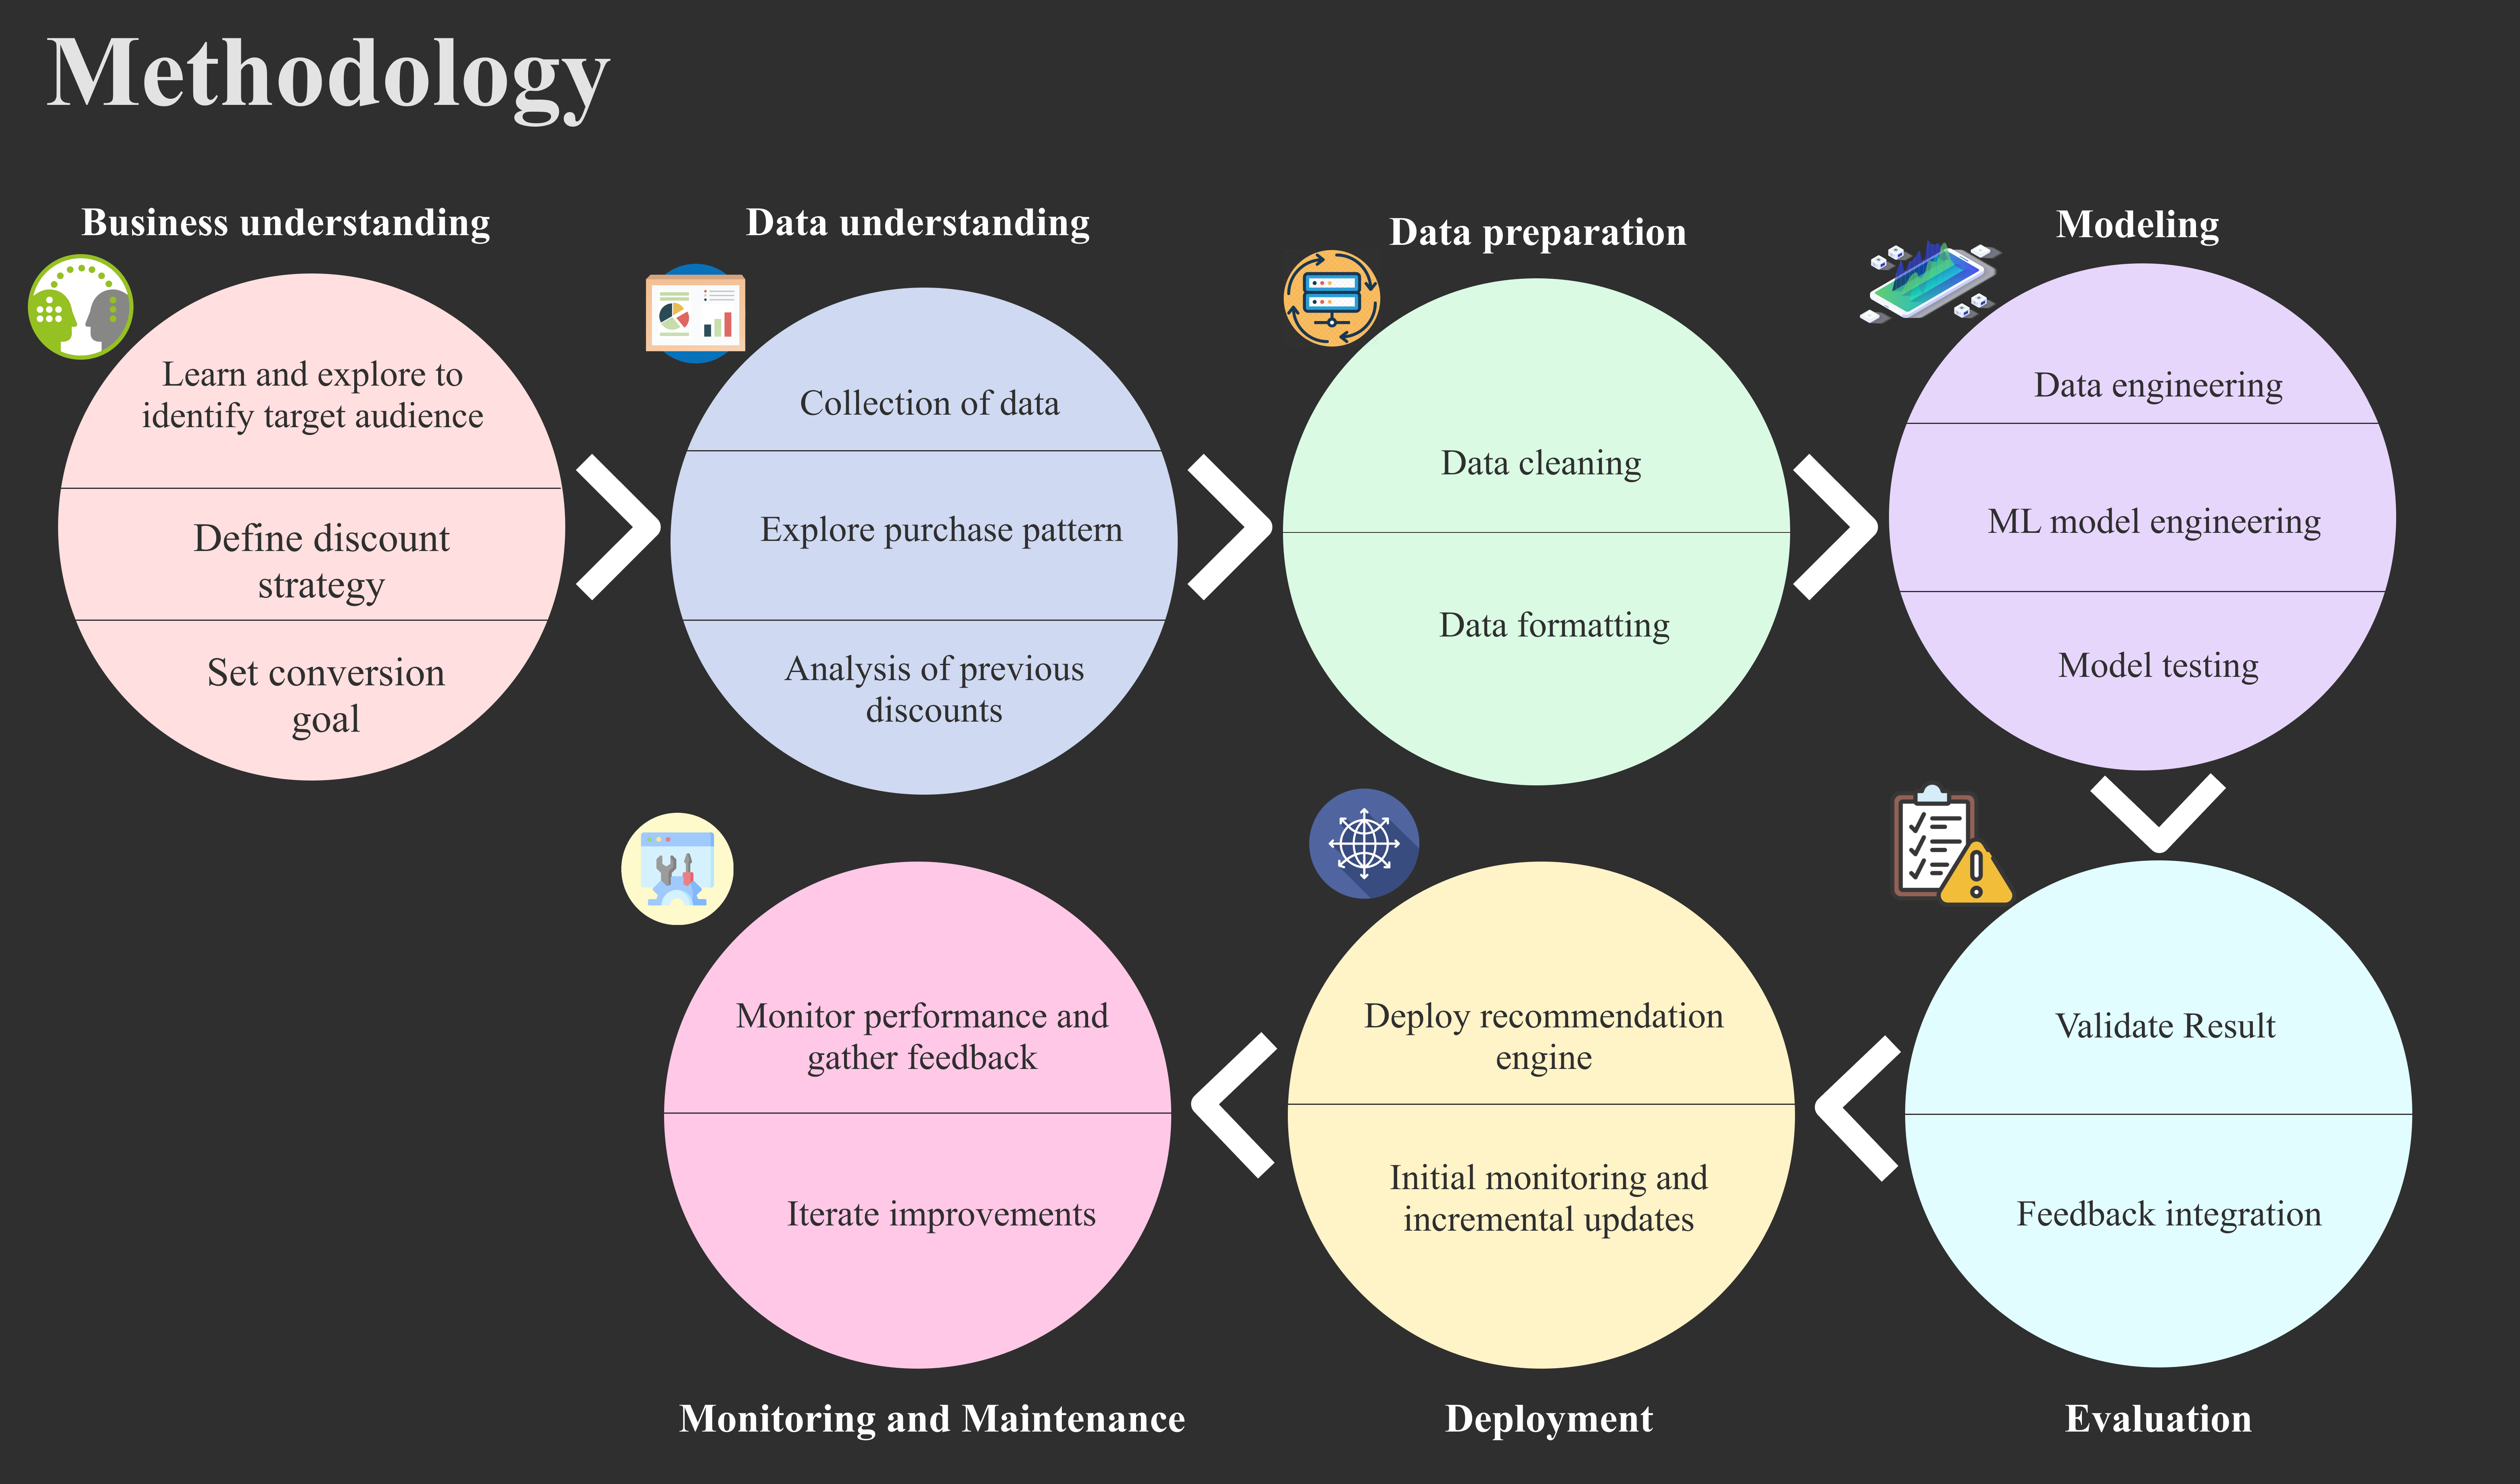 Methodology
Business understanding
Learn and explore to
identify target audience
Define discount
strategy
Set conversion
goal
Data understanding
Collection of data
Explore purchase pattern
Analysis of previous
discounts
Data preparation
Data cleaning
Data formatting
Modeling
Data engineering
ML model engineering
Model testing
Validate Result
Feedback integration
Evaluation
Deploy recommendation
engine
Initial monitoring and
incremental updates
Deployment
Monitor performance and
gather feedback
Iterate improvements
Monitoring and Maintenance